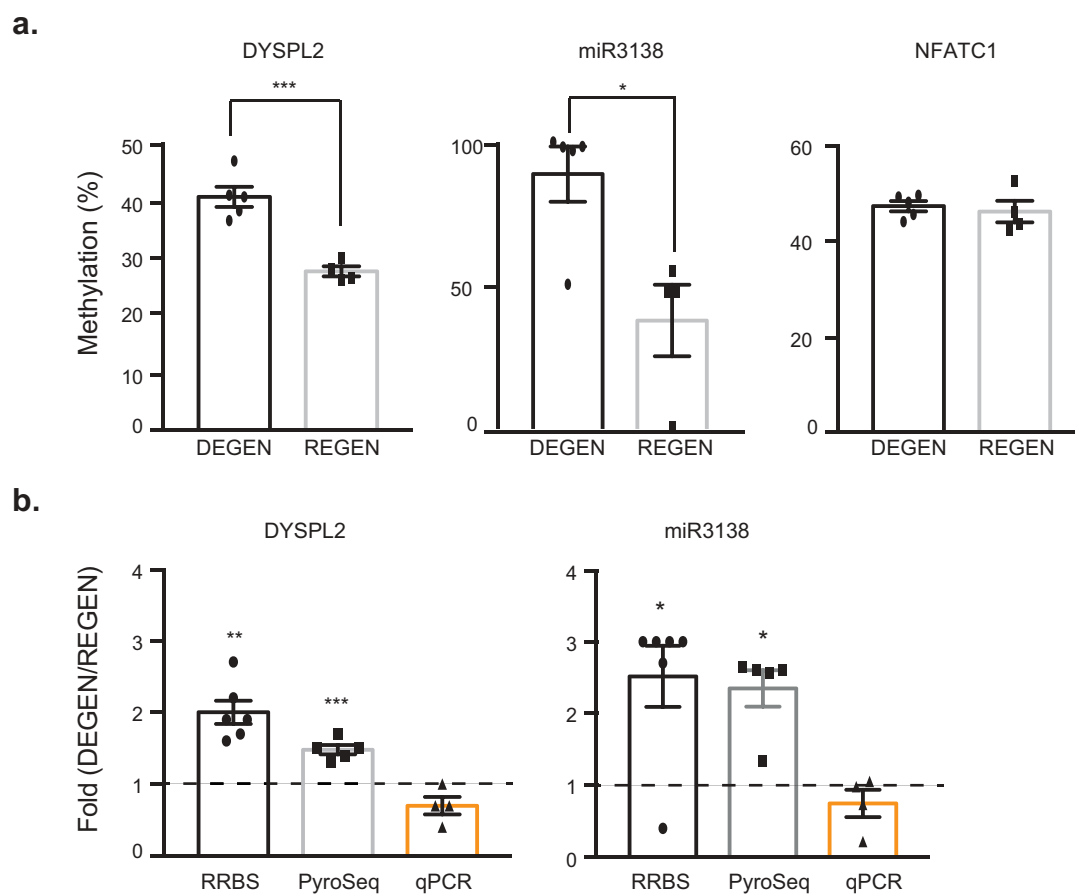 a.
DYSPL2 miR3138 NFATC1
*** *
Methylation (%)
50 40 30 20 10 0
100 50 0
60 40 20 0
DEGEN REGEN DEGEN REGEN DEGEN REGEN
b.
DYSPL2 miR3138
Fold (DEGEN/REGEN)
4 3 2 1 0
** ***
4 3 2 1 0
* *
RRBS PyroSeq qPCR RRBS PyroSeq qPCR